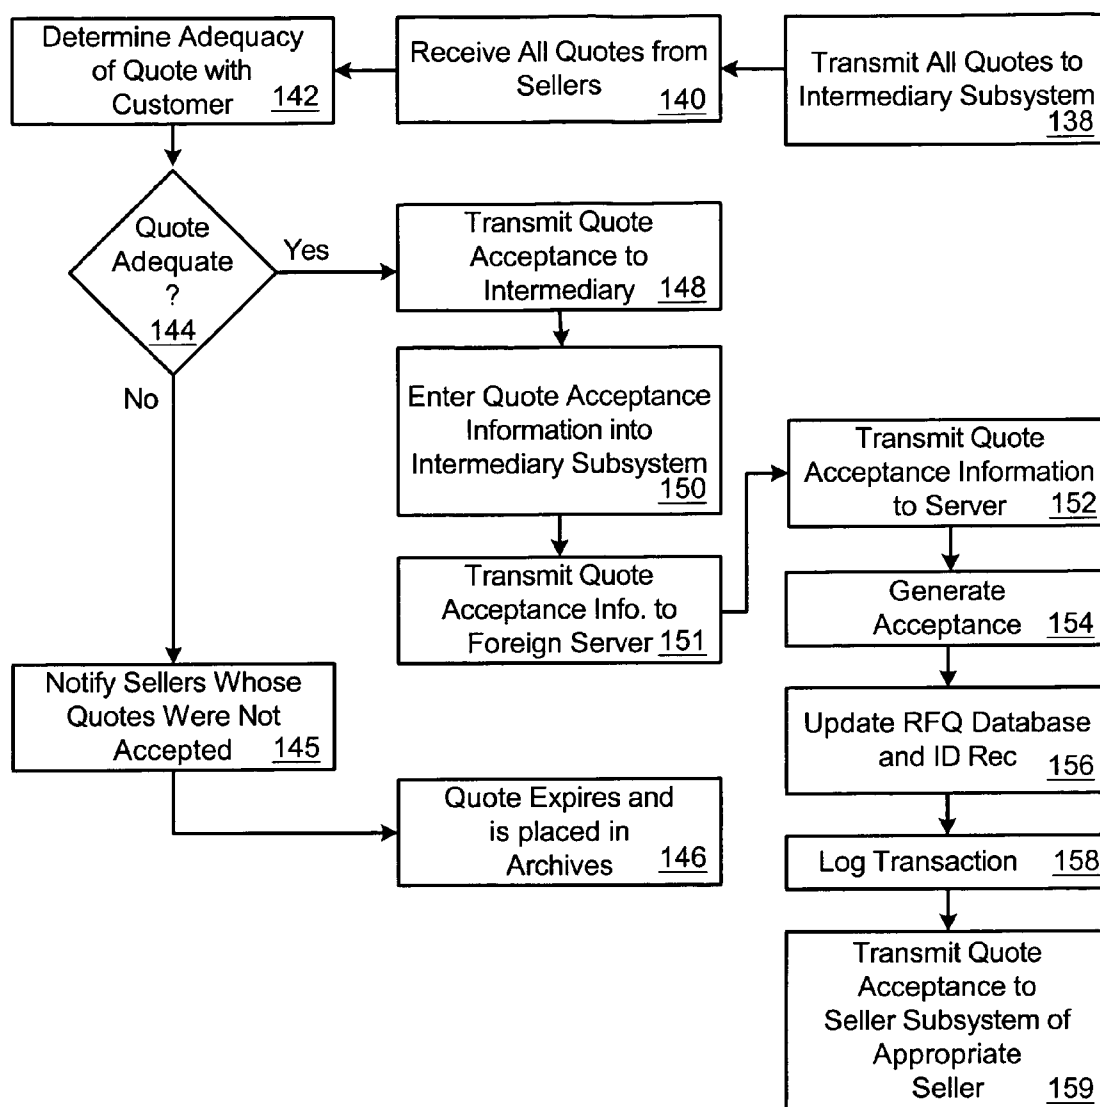 Determine Adequacy
of Quote with
Customer 142
Receive All Quotes from
Sellers 140
Transmit All Quotes to
Intermediary Subsystem
138
Quote
Adequate
?
144
Yes
No
Transmit Quote
Acceptance to
Intermediary 148
Enter Quote Acceptance
Information into
Intermediary Subsystem
150
Transmit Quote
Acceptance Info. to
Foreign Server 151
Transmit Quote
Acceptance Information
to Server 152
Generate
Acceptance 154
Update RFQ Database
and ID Rec 156
Log Transaction 158
Transmit Quote
Acceptance to
Seller Subsystem of
Appropriate
Seller 159
Notify Sellers Whose
Quotes Were Not
Accepted 145
Quote Expires and
is placed in
Archives 146